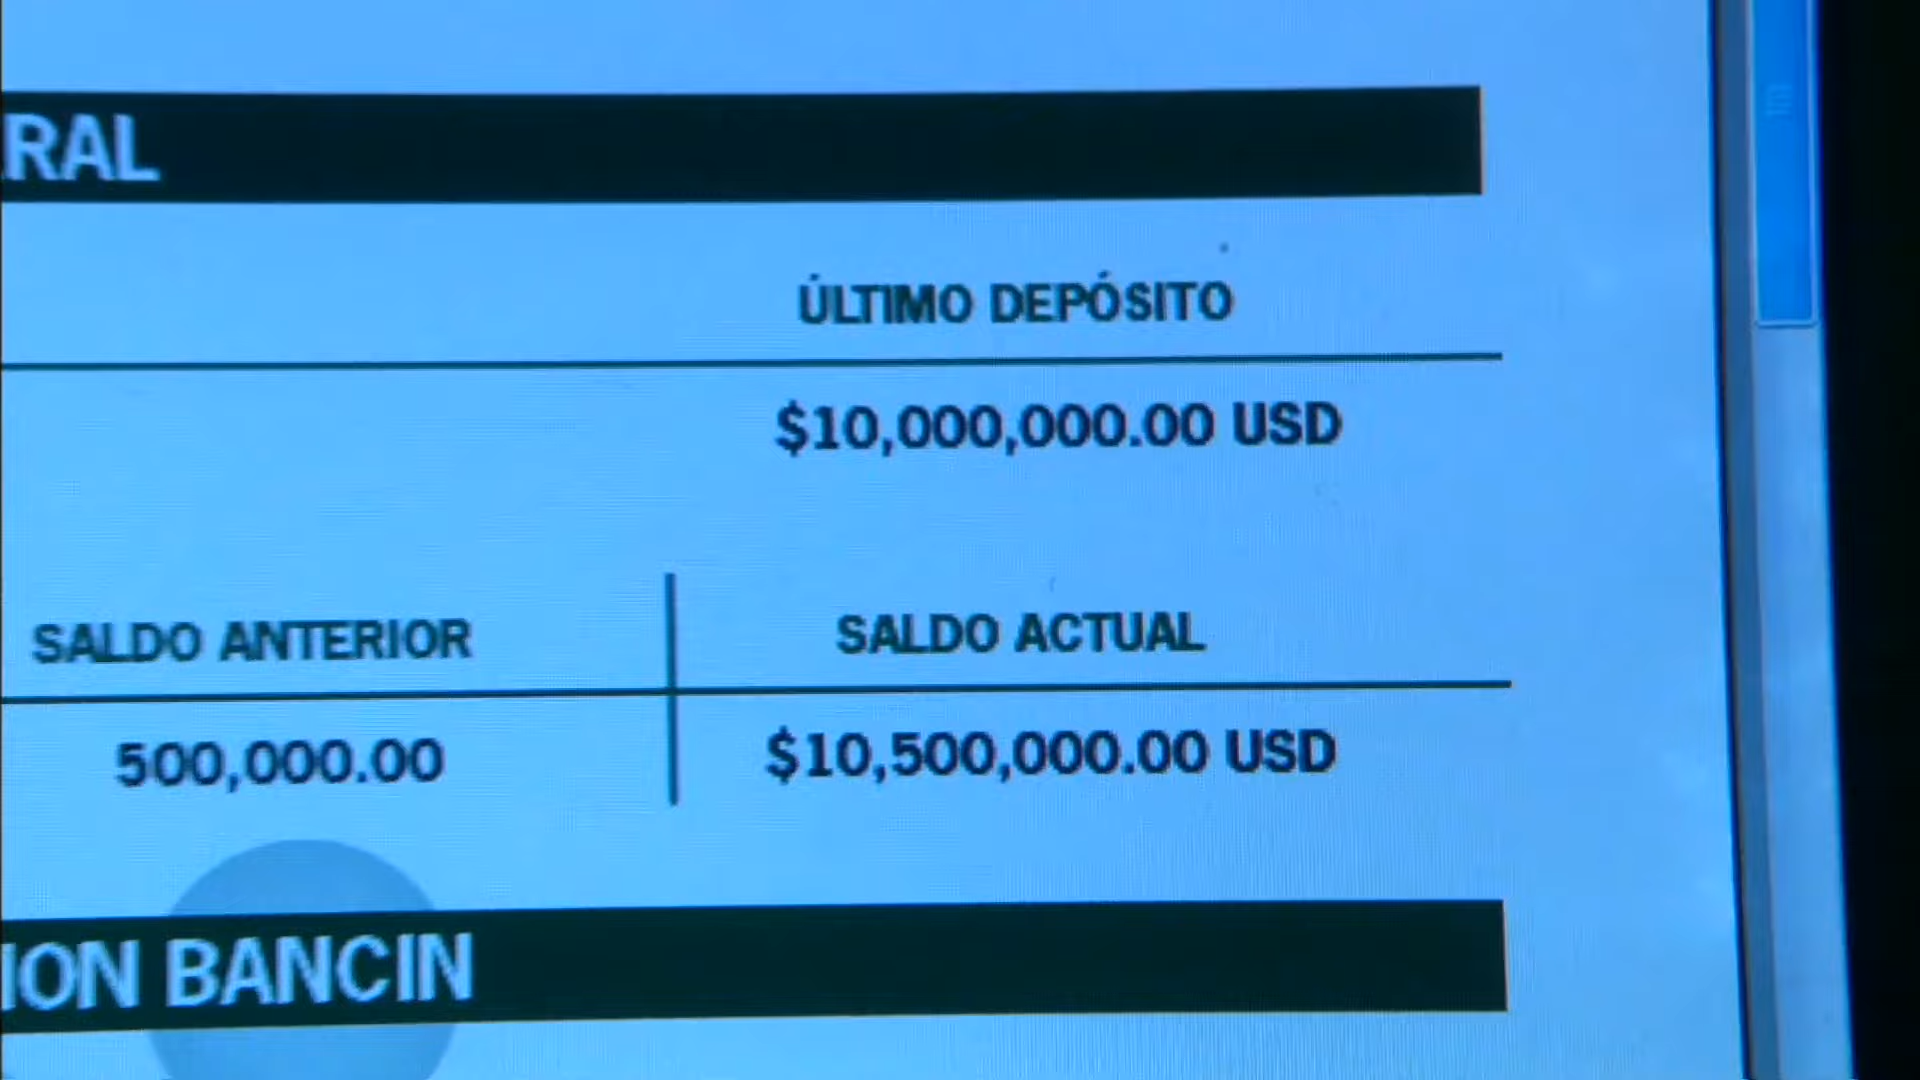 RAL
ÚLTIMO DEPÓSITO
$10,000,000.00 USD
SALDO ANTERIOR
SALDO ACTUAL
500,000.00
$10,500,000.00 USD
ION BANCIN